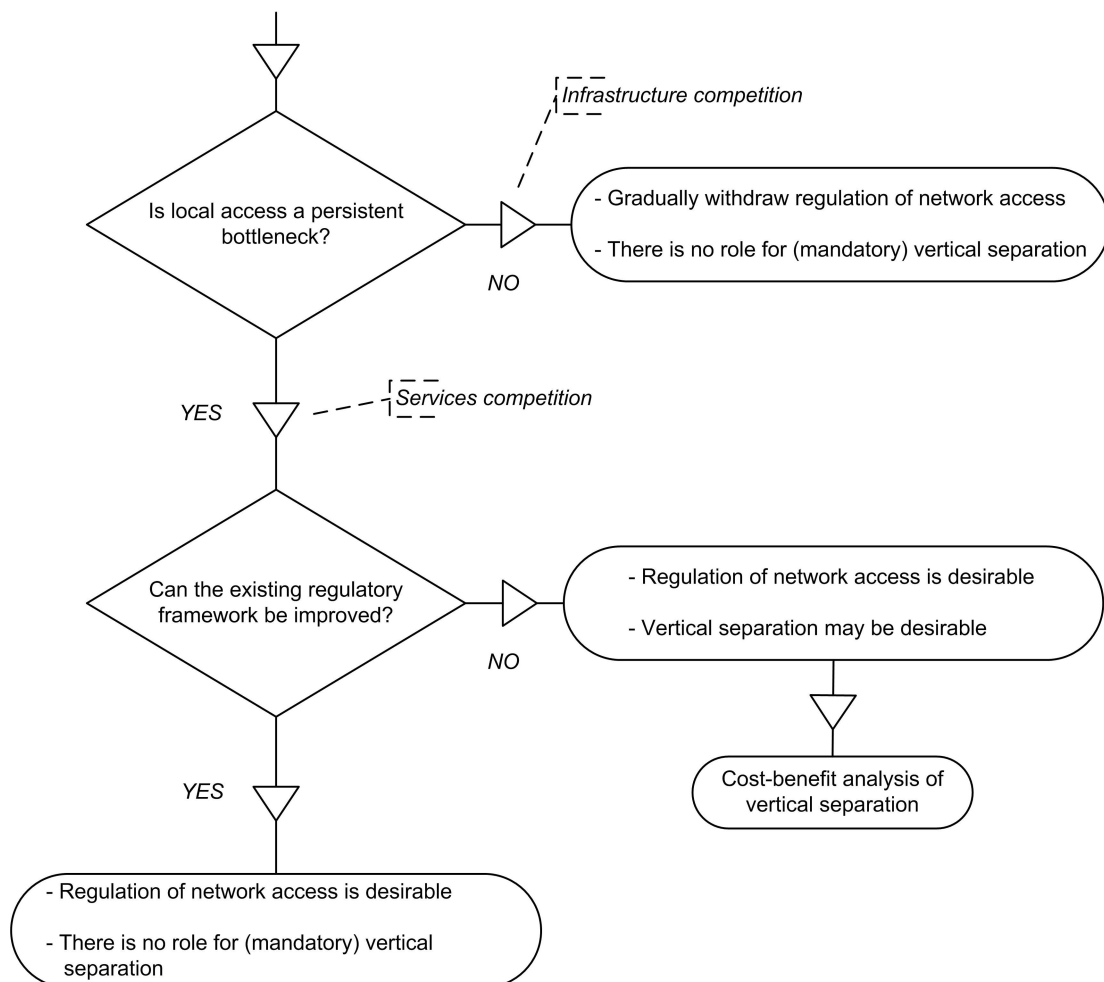 Infrastructure competition
Is local access a persistent
bottleneck?
- Gradually withdraw regulation of network access
- There is no role for (mandatory) vertical separation
NO
YES
Services competition
Can the existing regulatory
framework be improved?
- Regulation of network access is desirable
- Vertical separation may be desirable
NO
Cost-benefit analysis of
vertical separation
YES
- Regulation of network access is desirable
- There is no role for (mandatory) vertical
separation